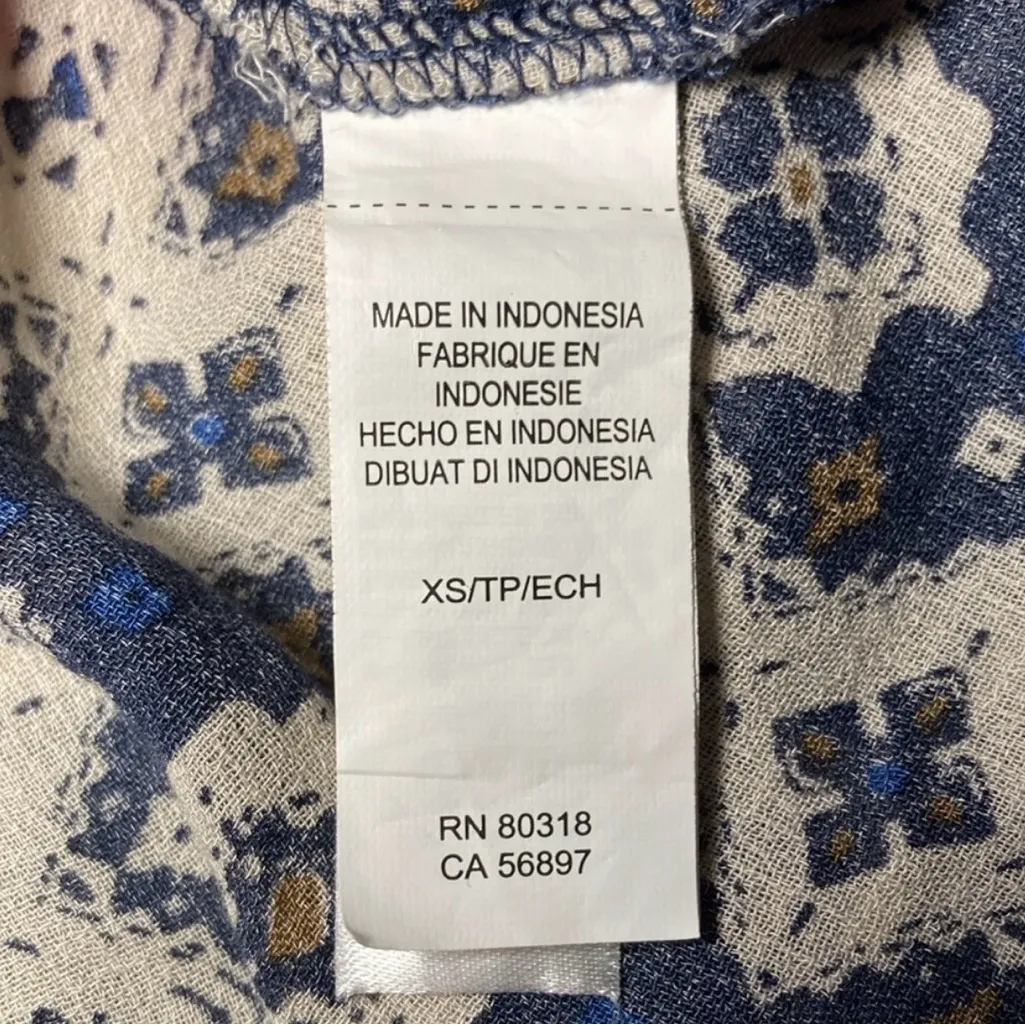 MADE IN INDONESIA
FABRIQUE EN
INDONESIE
HECHO EN INDONESIA
DIBUAT DI INDONESIA
XS/TP/ECH
RN 80318
CA 56897